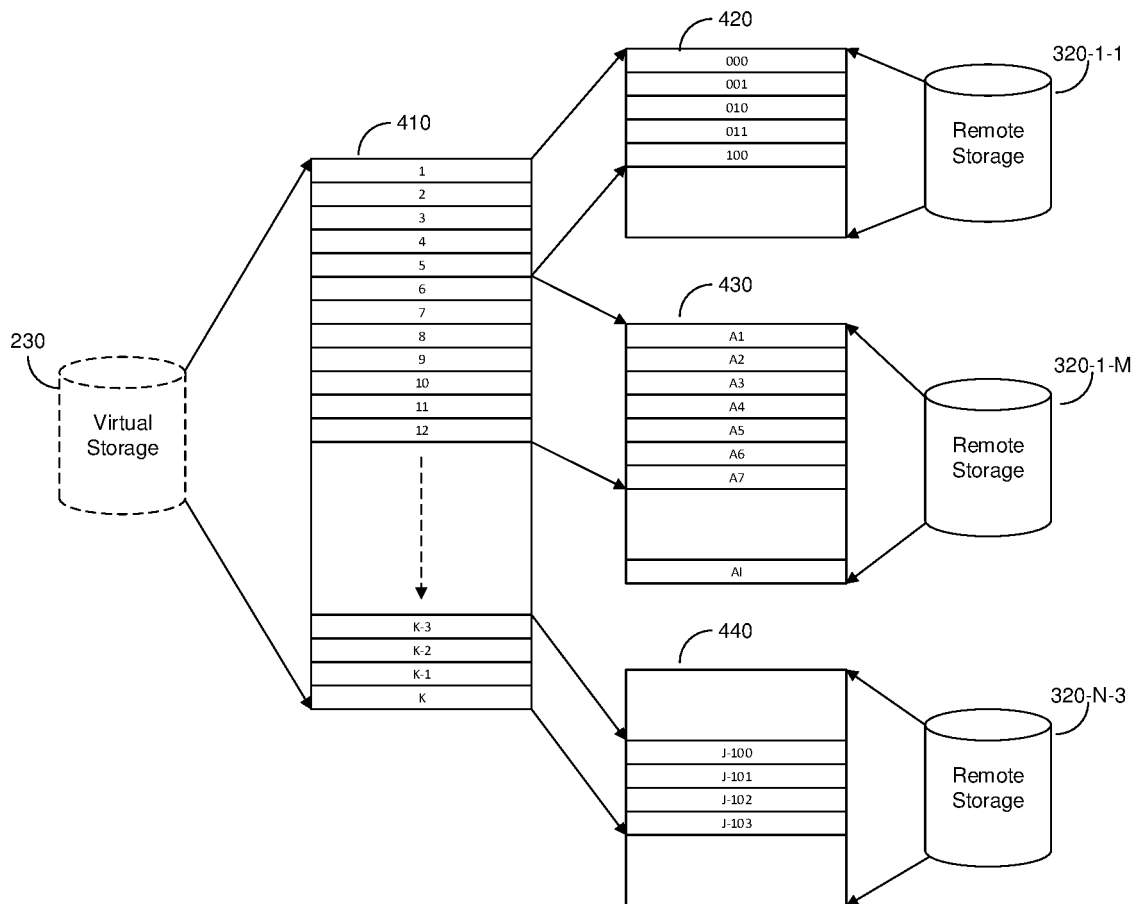 420
000
001
010
011
100
320-1-1
Remote
Storage
410
1
2
3
4
5
6
7
8
9
10
11
12
K-3
K-2
K-1
K
230
Virtual
Storage
430
A1
A2
A3
A4
A5
A6
A7
AI
320-1-M
Remote
Storage
440
J-100
J-101
J-102
J-103
320-N-3
Remote
Storage